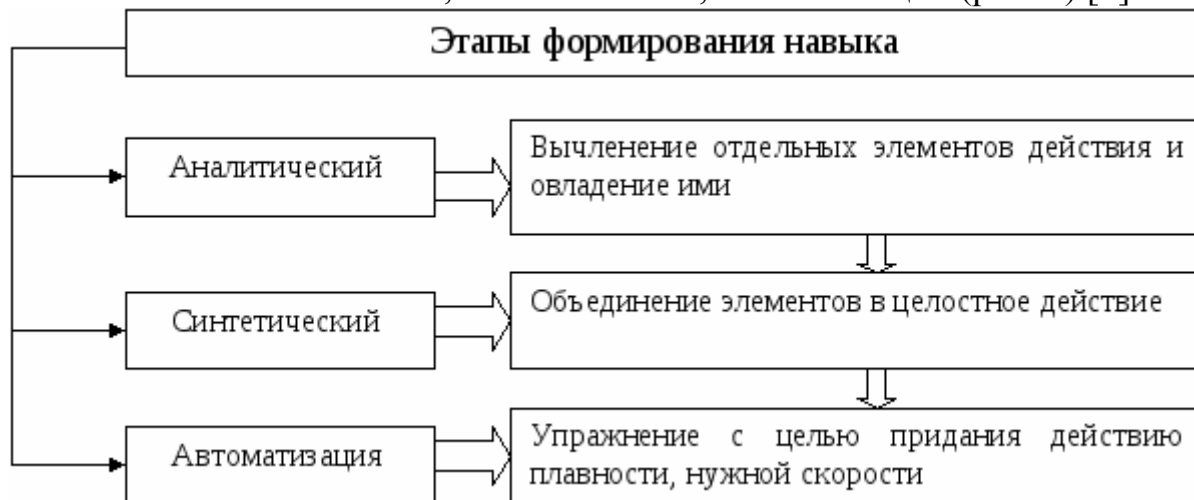 Этапы формирования навыка
Аналитический
Вычленение отдельных элементов действия и
овладение ими
Синтетический
Объединение элементов в целостное действие
Автоматизация
Упражнение с целью придания действию
плавности, нужной скорости